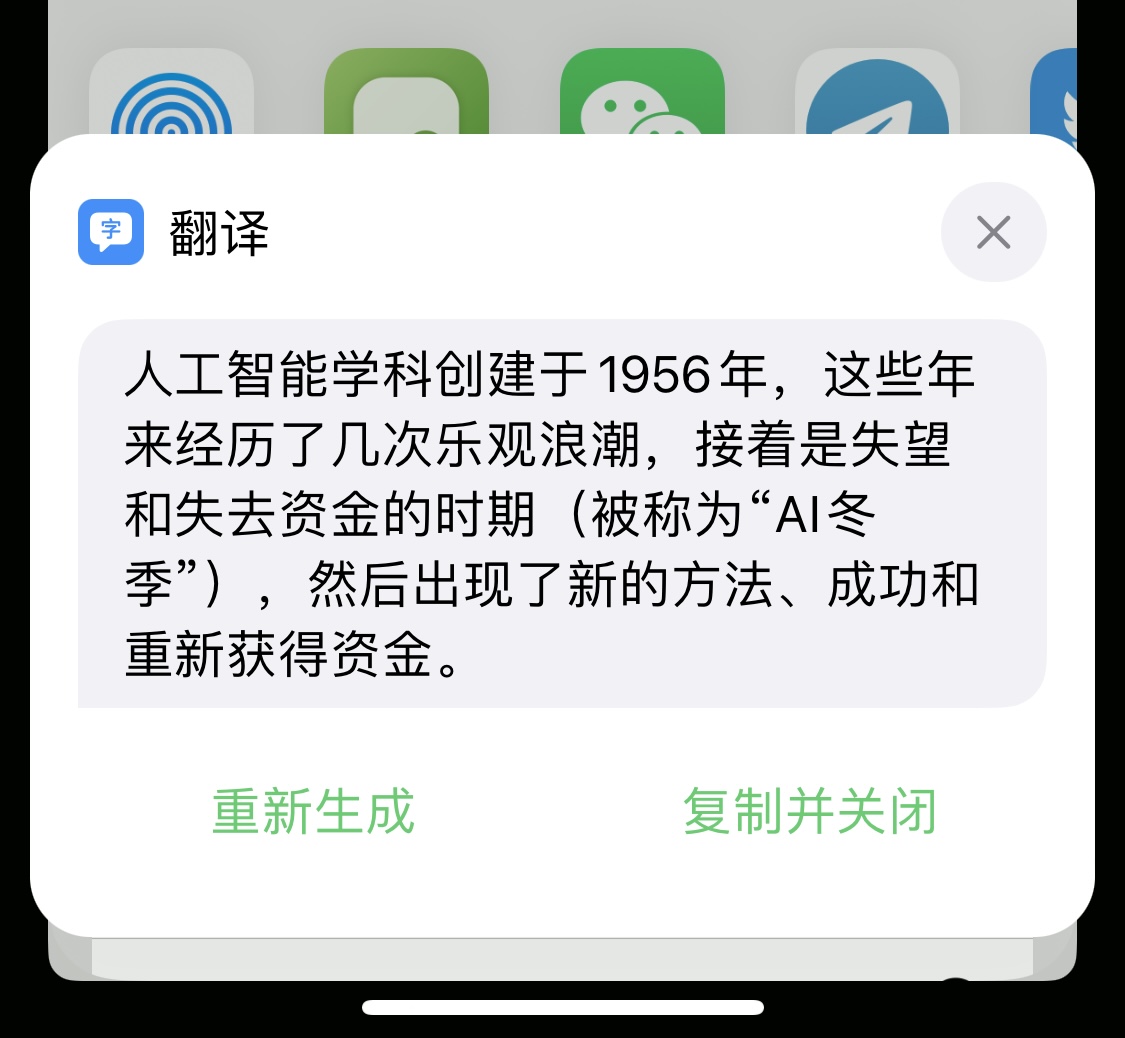 字 翻译
人工智能学科创建于1956年，这些年
来经历了几次乐观浪潮，接着是失望
和失去资金的时期（被称为“AI冬
季”），然后出现了新的方法、成功和
重新获得资金。
重新生成 复制并关闭